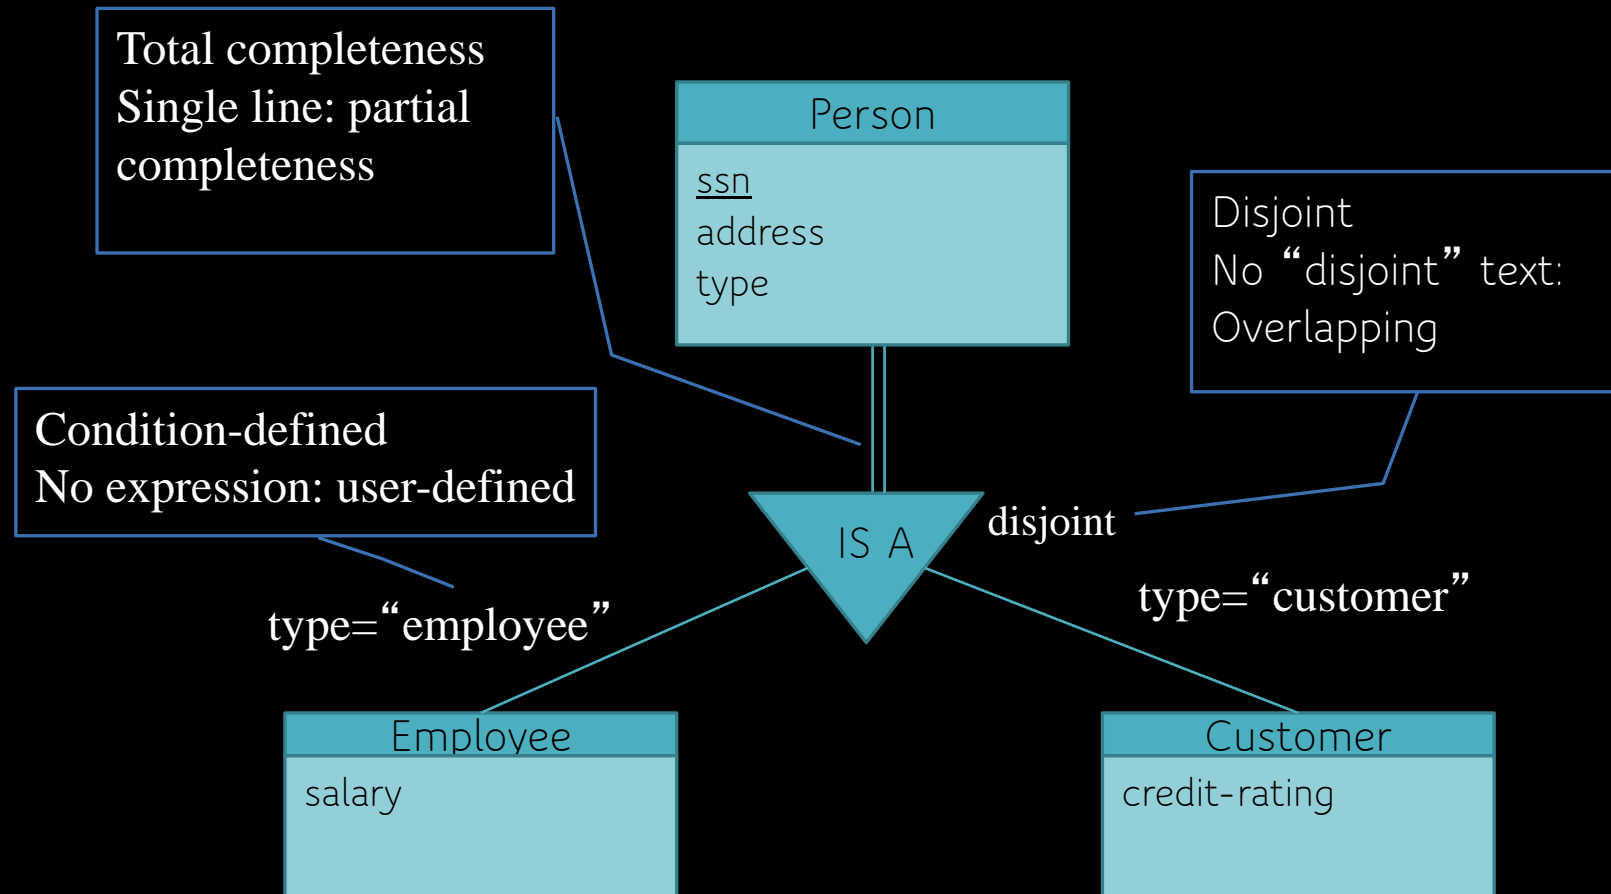 Total completeness
Single line: partial
completeness
Person
ssn
address
type
Disjoint
No “disjoint” text:
Overlapping
Condition-defined
No expression: user-defined
IS A
disjoint
type=“employee”
type=“customer”
Employee
salary
Customer
credit-rating